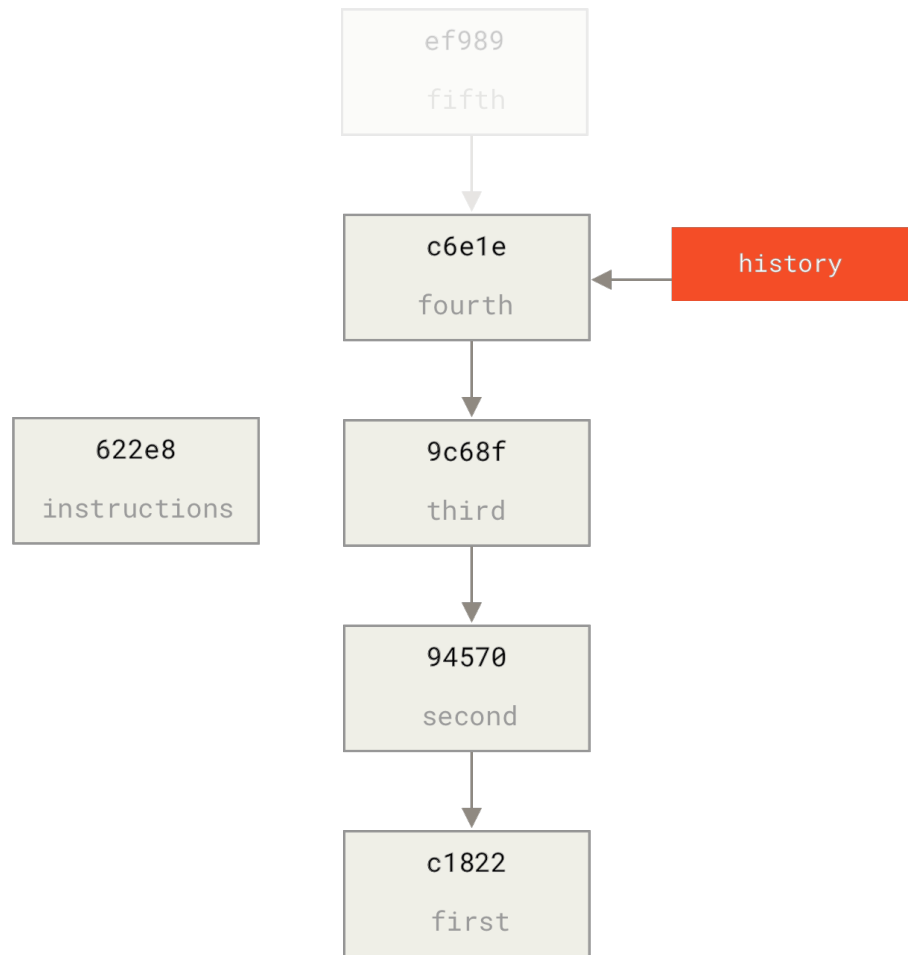 ef989
fifth
c6e1e
fourth
history
622e8
instructions
9c68f
third
94570
second
c1822
first